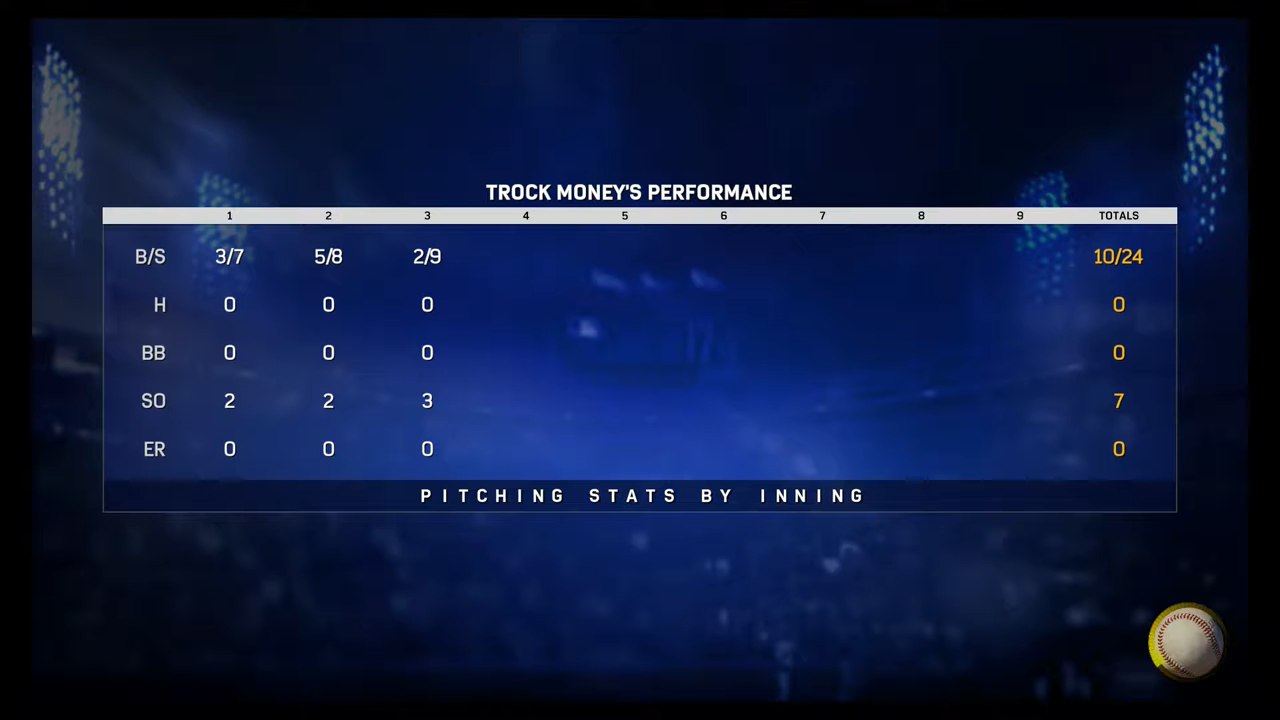 TROCK MONEY'S PERFORMANCE
1 2 3 4 5 6 7 8 9 TOTALS
B/S 3/7 5/8 2/9 10/24
H 0 0 0 0
BB 0 0 0 0
SO 2 2 3 7
ER 0 0 0 0
PITCHING STATS BY INNING